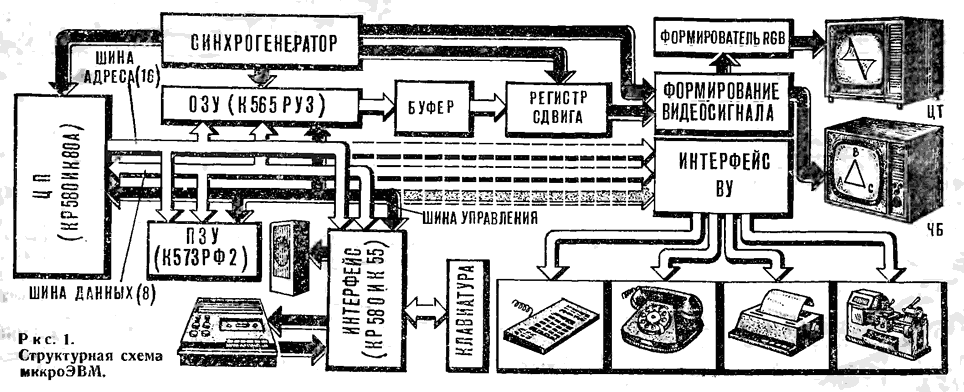 СИНХРОГЕНЕРАТОР
ФОРМИРОВАТЕЛЬ RGB
ШИНА
АДРЕСА(16)
ОЗУ (К565РУ3)
БУФЕР
РЕГИСТР
СДВИГА
ФОРМИРОВАНИЕ
ВИДЕОСИГНАЛА
ЦТ
ЦП
(КР580ИК80А)
ИНТЕРФЕЙС
ВУ
В
А
С
ЧБ
ШИНА УПРАВЛЕНИЯ
ПЗУ
(К573РФ2)
ШИНА ДАННЫХ(8)
ИНТЕРФЕЙС
(КР580ИК55)
КЛАВИАТУРА
Рис. 1.
Структурная схема
микроЭВМ.